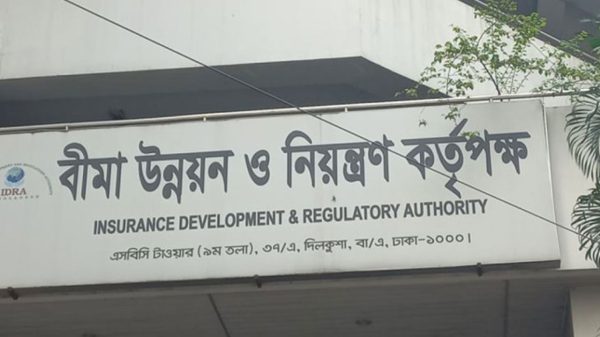 IDRA
বীমা উন্নয়ন ও নিয়ন্ত্রণ কর্তৃপক্ষ
INSURANCE DEVELOPMENT & REGULATORY AUTHORITY
এসবিসি টাওয়ার (৯ম তলা), ৩৭/এ, দিলকুশা, বা/এ, ঢাকা-১০০০।